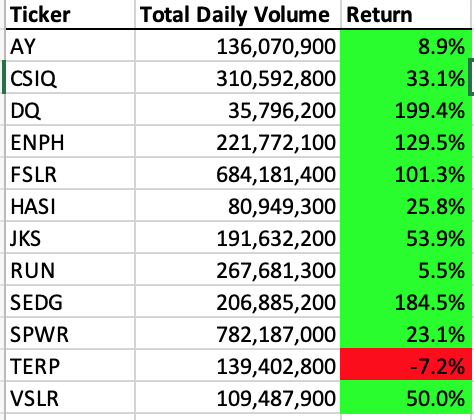 Ticker Total Daily Volume Return
AY 136,070,900 8.9%
CSIQ 310,592,800 33.1%
DQ 35,796,200 199.4%
ENPH 221,772,100 129.5%
FSLR 684,181,400 101.3%
HASI 80,949,300 25.8%
JKS 191,632,200 53.9%
RUN 267,681,300 5.5%
SEDG 206,885,200 184.5%
SPWR 782,187,000 23.1%
TERP 139,402,800 -7.2%
VSLR 109,487,900 50.0%